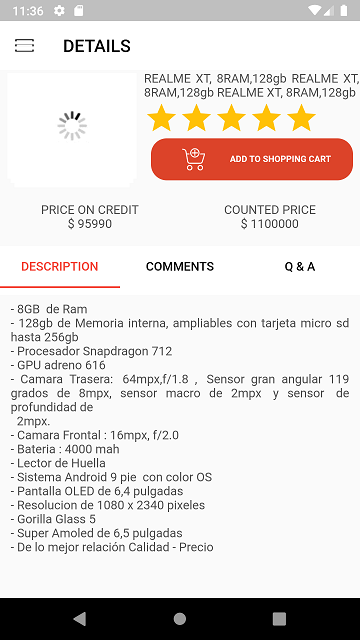 11:36
DETAILS
REALME XT, 8RAM,128gb REALME XT,
8RAM,128gb REALME XT, 8RAM,128gb
ADD TO SHOPPING CART
PRICE ON CREDIT
$ 95990
COUNTED PRICE
$ 1100000
DESCRIPTION
COMMENTS
Q & A
- 8GB  de Ram
- 128gb de Memoria interna, ampliables con tarjeta micro sd
hasta 256gb
- Procesador Snapdragon 712
- GPU adreno 616
- Camara Trasera: 64mpx,f/1.8 , Sensor gran angular 119
grados de 8mpx, sensor macro de 2mpx y sensor de
profundidad de
2mpx.
- Camara Frontal : 16mpx, f/2.0
- Bateria : 4000 mah
- Lector de Huella
- Sistema Android 9 pie  con color OS
- Pantalla OLED de 6,4 pulgadas
- Resolucion de 1080 x 2340 pixeles
- Gorilla Glass 5
- Super Amoled de 6,5 pulgadas
- De lo mejor relación Calidad - Precio